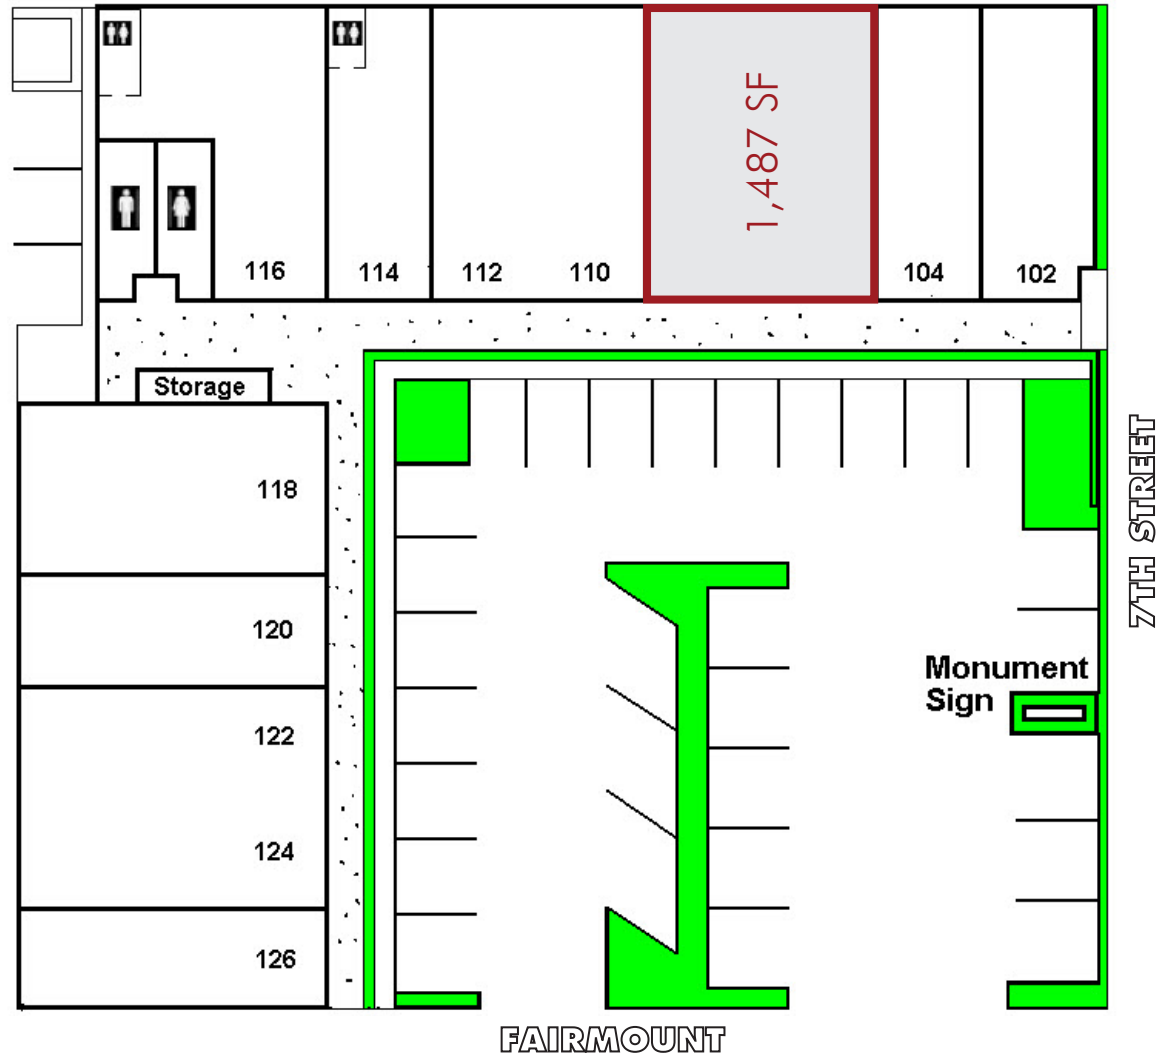 1,487 SF
116
114
112
110
104
102
Storage
118
120
122
124
126
Monument
Sign
7TH STREET
FAIRMOUNT